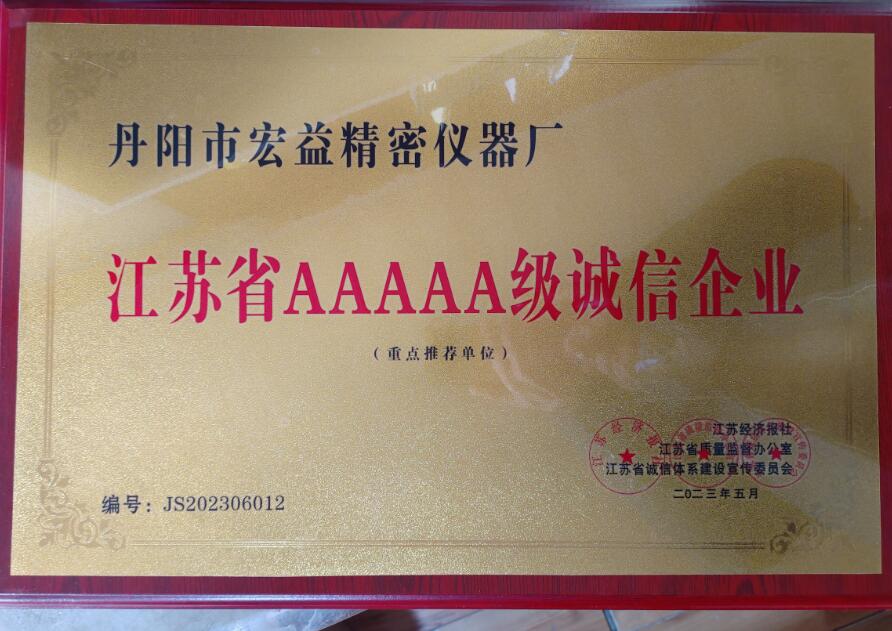 丹阳市宏益精密仪器厂
江苏省AAAAA级诚信企业
（重点推荐单位）
江苏经济报社
江苏省质量监督办公室
江苏省诚信体系建设宣传委员会
二0二三年五月
编号：JS202306012